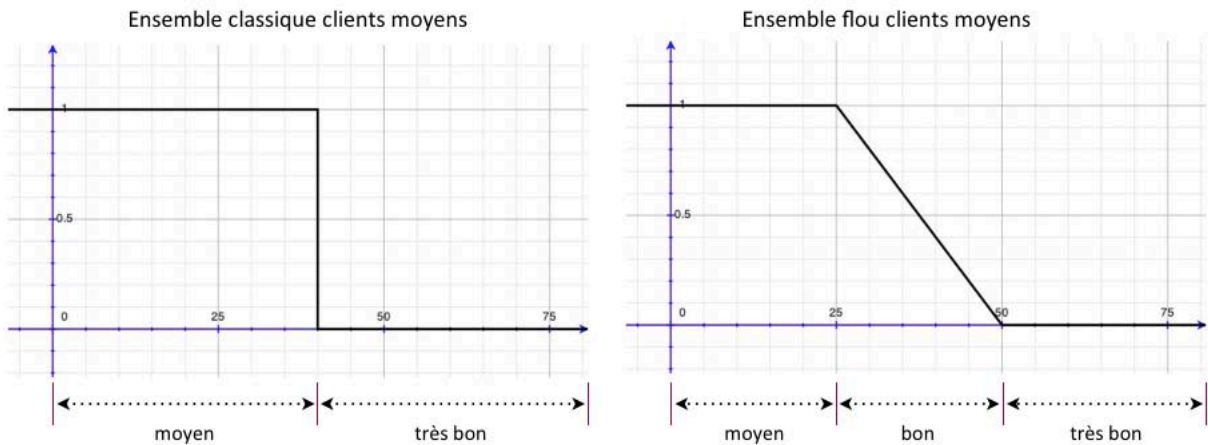 Ensemble classique clients moyens
1
0.5
0 25 50 75
moyen très bon
Ensemble flou clients moyens
1
0.5
0 25 50 75
moyen bon très bon